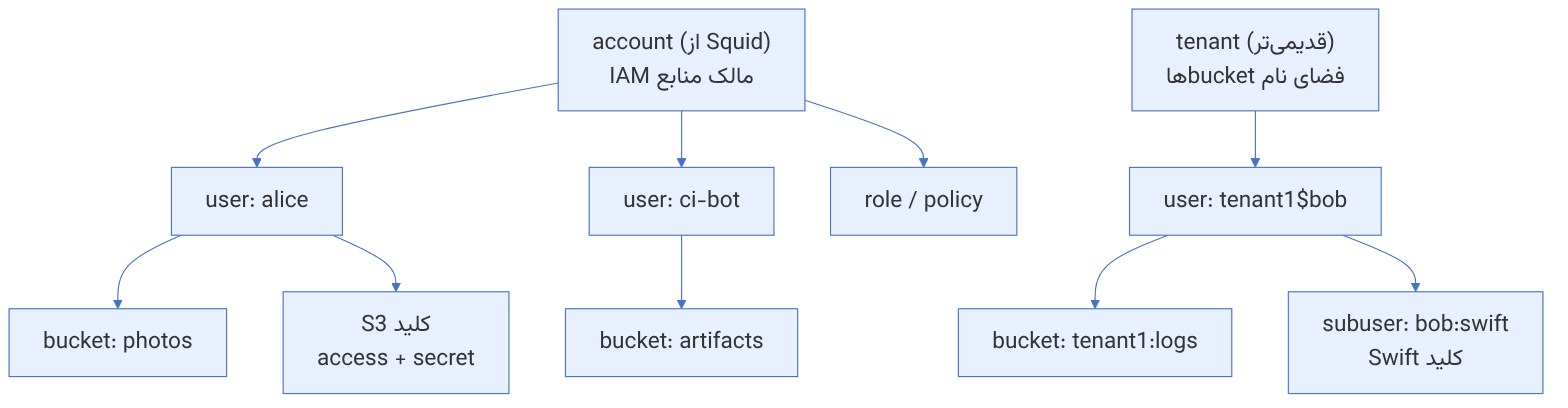 account (از Squid)
مالک منابع IAM
tenant (قدیمی‌تر)
فضای نام bucketها
user: alice
user: ci-bot
role / policy
user: tenant1$bob
bucket: photos
کلید S3
access + secret
bucket: artifacts
bucket: tenant1:logs
subuser: bob:swift
کلید Swift